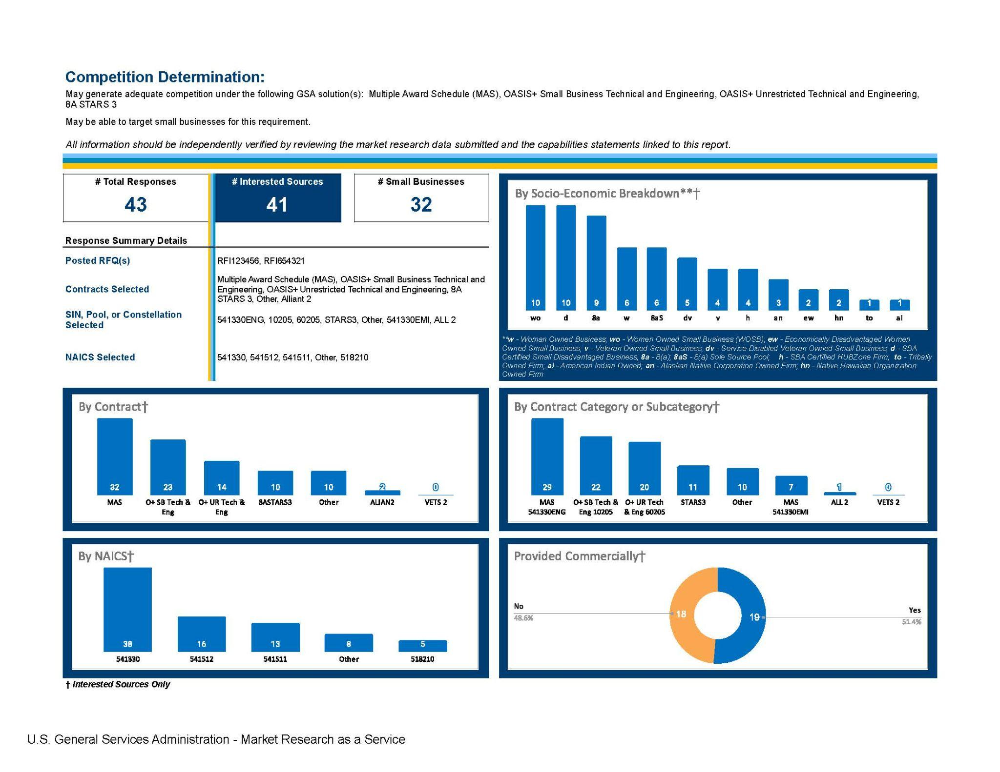 Competition Determination:
May generate adequate competition under the following GSA solution(s): Multiple Award Schedule (MAS), OASIS+ Small Business Technical and Engineering, OASIS+ Unrestricted Technical and Engineering,
8A STARS 3
May be able to target small businesses for this requirement.
All information should be independently verified by reviewing the market research data submitted and the capabilities statements linked to this report.
# Total Responses
43
# Interested Sources
41
# Small Businesses
32
Response Summary Details
Posted RFQ(s)
RFI123456, RFI654321
Contracts Selected
Multiple Award Schedule (MAS), OASIS+ Small Business Technical and
Engineering, OASIS+ Unrestricted Technical and Engineering, 8A
STARS 3, Other, Alliant 2
SIN, Pool, or Constellation
Selected
541330ENG, 10205, 60205, STARS3, Other, 541330EMI, ALL 2
NAICS Selected
541330, 541512, 541511, Other, 518210
By Socio-Economic Breakdown**†
10 10 9 6 6 5 4 4 3 2 2 1 1
wo d 8a w 8aS dv v h an ew hn to ai
**w - Woman Owned Business; wo - Women Owned Small Business (WOSB); ew - Economically Disadvantaged Women
Owned Small Business; v - Veteran Owned Small Business; dv - Service Disabled Veteran Owned Small Business; d - SBA
Certified Small Disadvantaged Business; 8a - 8(a); 8aS - 8(a) Sole Source Pool; h - SBA Certified HUBZone Firm; to - Tribally
Owned Firm; ai - American Indian Owned; an - Alaskan Native Corporation Owned Firm; hn - Native Hawaiian Organization
Owned Firm
By Contract†
32 23 14 10 10 2 0
MAS O+ SB Tech & O+ UR Tech & 8ASTARS3 Other ALIAN2 VETS 2
Eng Eng
By Contract Category or Subcategory†
29 22 20 11 10 7 1 0
MAS O+ SB Tech & O+ UR Tech STARS3 Other MAS ALL 2 VETS 2
541330ENG Eng 10205 & Eng 60205 541330EMI
By NAICS†
38 16 13 8 5
541330 541512 541511 Other 518210
Provided Commercially†
No
48.6%
18
19
Yes
51.4%
† Interested Sources Only
U.S. General Services Administration - Market Research as a Service